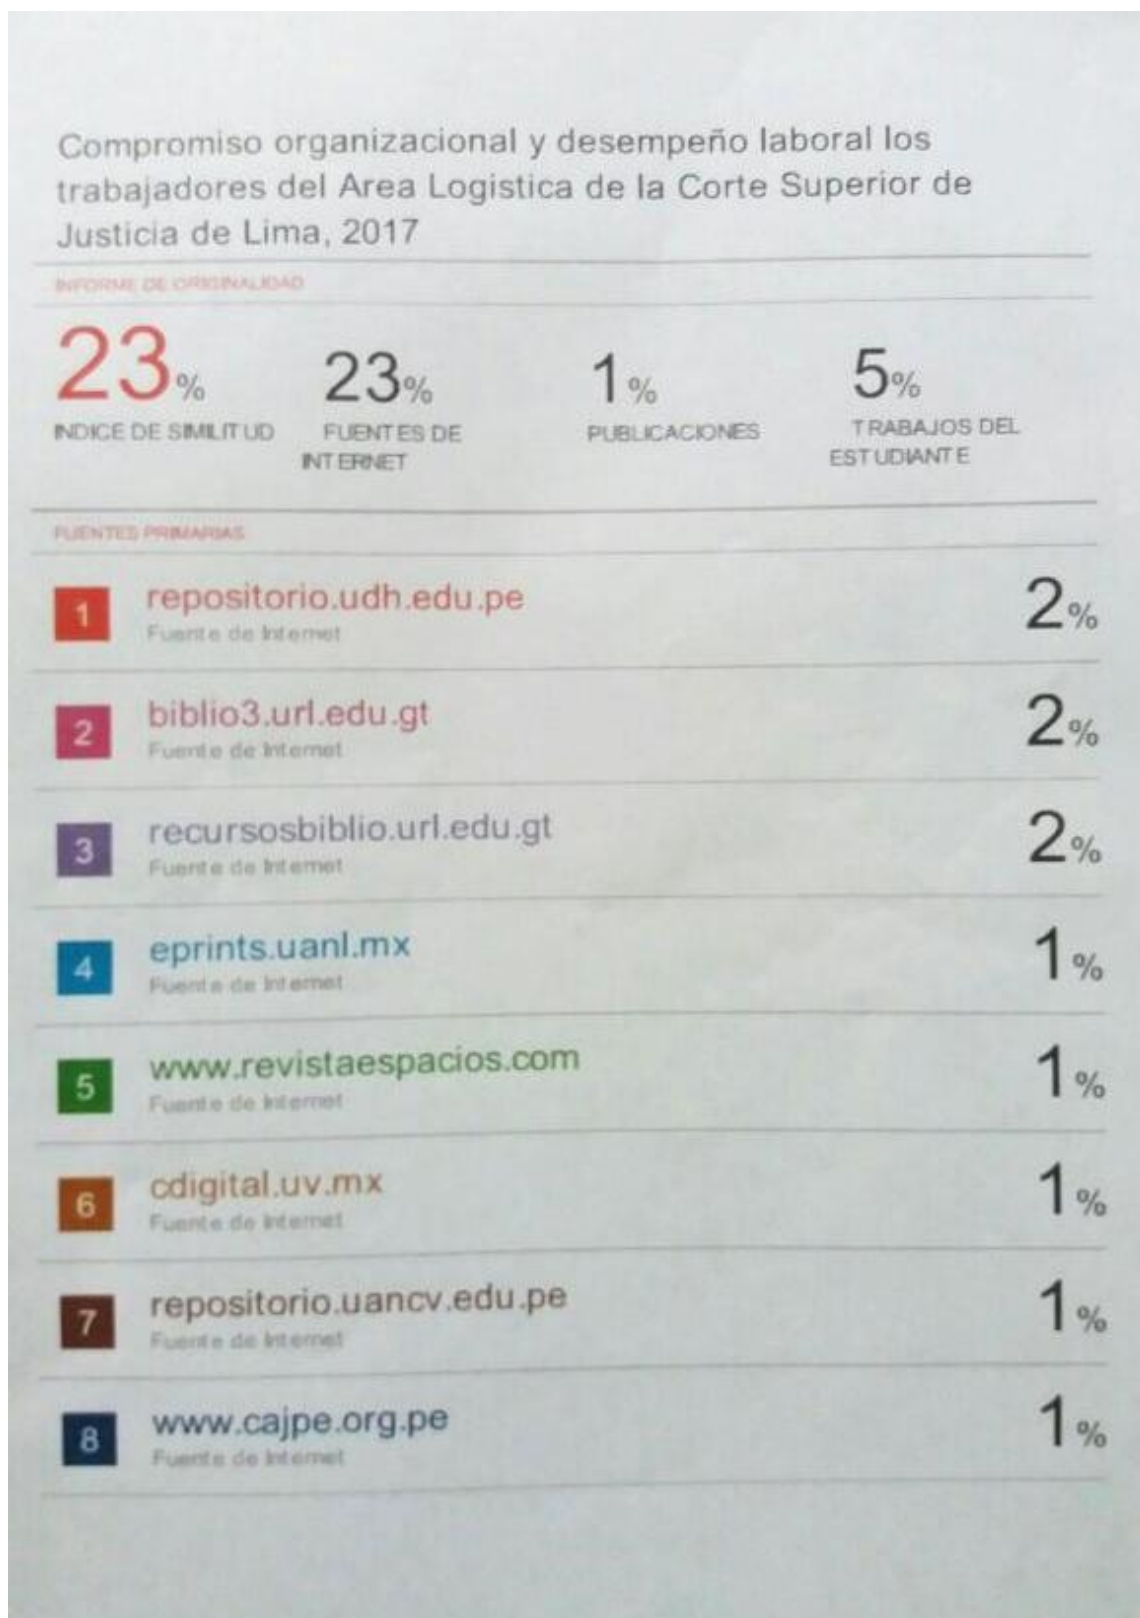 Compromiso organizacional y desempeño laboral los
trabajadores del Area Logistica de la Corte Superior de
Justicia de Lima, 2017
INFORME DE ORIGINALIDAD
23%
INDICE DE SIMILITUD
23%
FUENTES DE
INTERNET
1%
PUBLICACIONES
5%
TRABAJOS DEL
ESTUDIANTE
FUENTES PRIMARIAS
1 repositorio.udh.edu.pe 2%
Fuente de Internet
2 biblio3.url.edu.gt 2%
Fuente de Internet
3 recursosbiblio.url.edu.gt 2%
Fuente de Internet
4 eprints.uanl.mx 1%
Fuente de Internet
5 www.revistaespacios.com 1%
Fuente de Internet
6 cdigital.uv.mx 1%
Fuente de Internet
7 repositorio.uancv.edu.pe 1%
Fuente de Internet
8 www.cajpe.org.pe 1%
Fuente de Internet